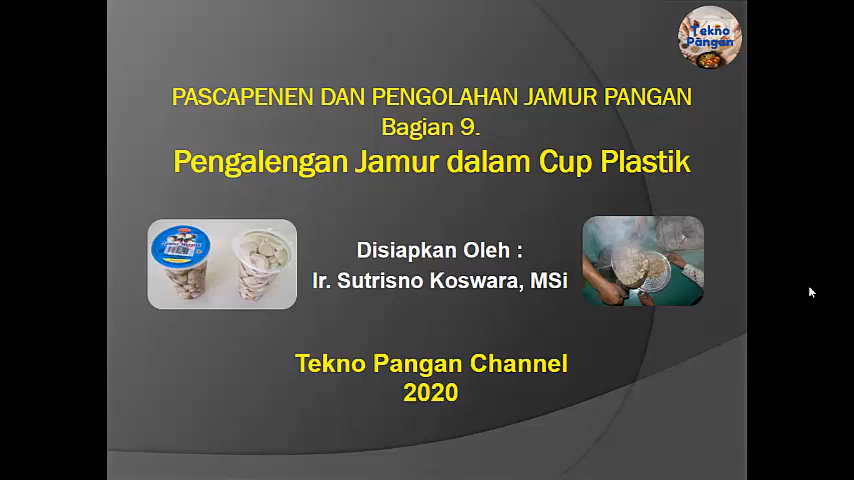 Tekno
Pangan
PASCAPENEN DAN PENGOLAHAN JAMUR PANGAN
Bagian 9.
Pengalengan Jamur dalam Cup Plastik
Disiapkan Oleh :
Ir. Sutrisno Koswara, MSi
Tekno Pangan Channel
2020